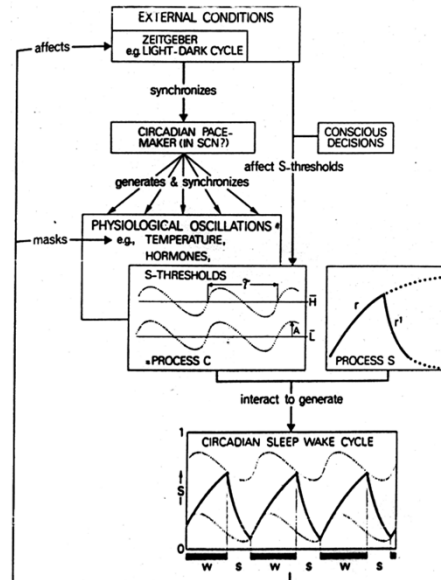 EXTERNAL CONDITIONS
ZEITGEBER
e.g. LIGHT-DARK CYCLE
affects
synchronizes
CIRCADIAN PACE-
MAKER (IN SCN?)
CONSCIOUS
DECISIONS
affect S-thresholds
generates & synchronizes
PHYSIOLOGICAL OSCILLATIONS
masks
e.g., TEMPERATURE,
HORMONES,
S-THRESHOLDS
H̅
L̅
A
PROCESS C
r
r'
PROCESS S
interact to generate
1
CIRCADIAN SLEEP WAKE CYCLE
S
0
W S W S W S